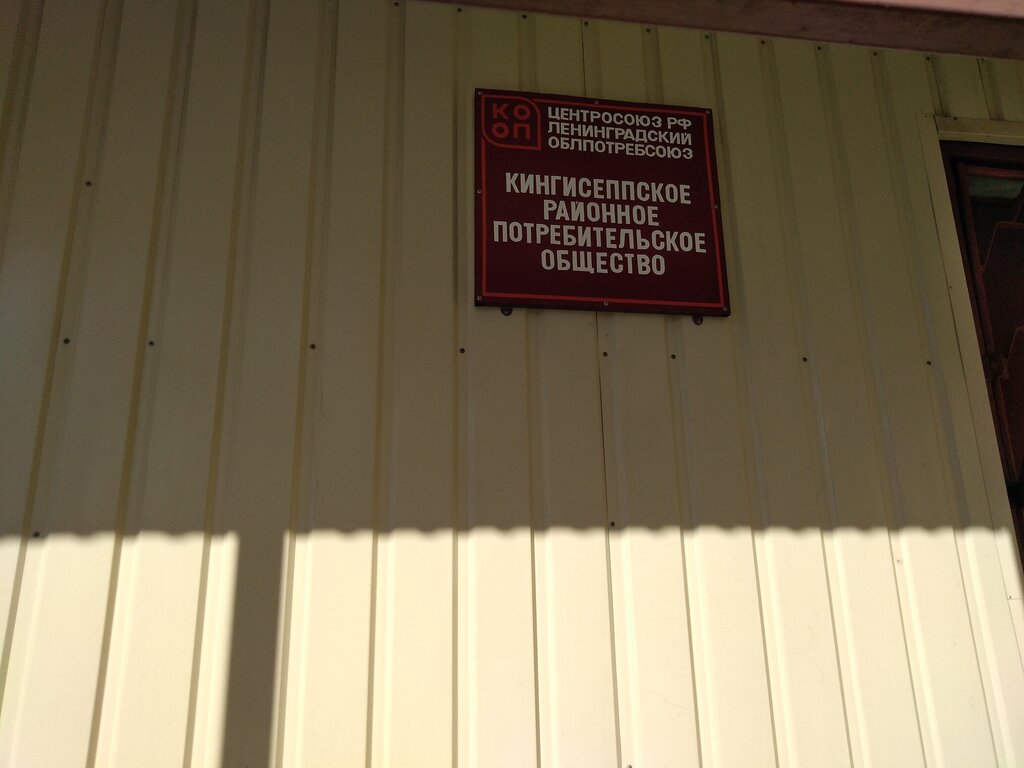 КО
ОП
ЦЕНТРОСОЮЗ РФ
ЛЕНИНГРАДСКИЙ
ОБЛПОТРЕБСОЮЗ
КИНГИСЕППСКОЕ
РАЙОННОЕ
ПОТРЕБИТЕЛЬСКОЕ
ОБЩЕСТВО